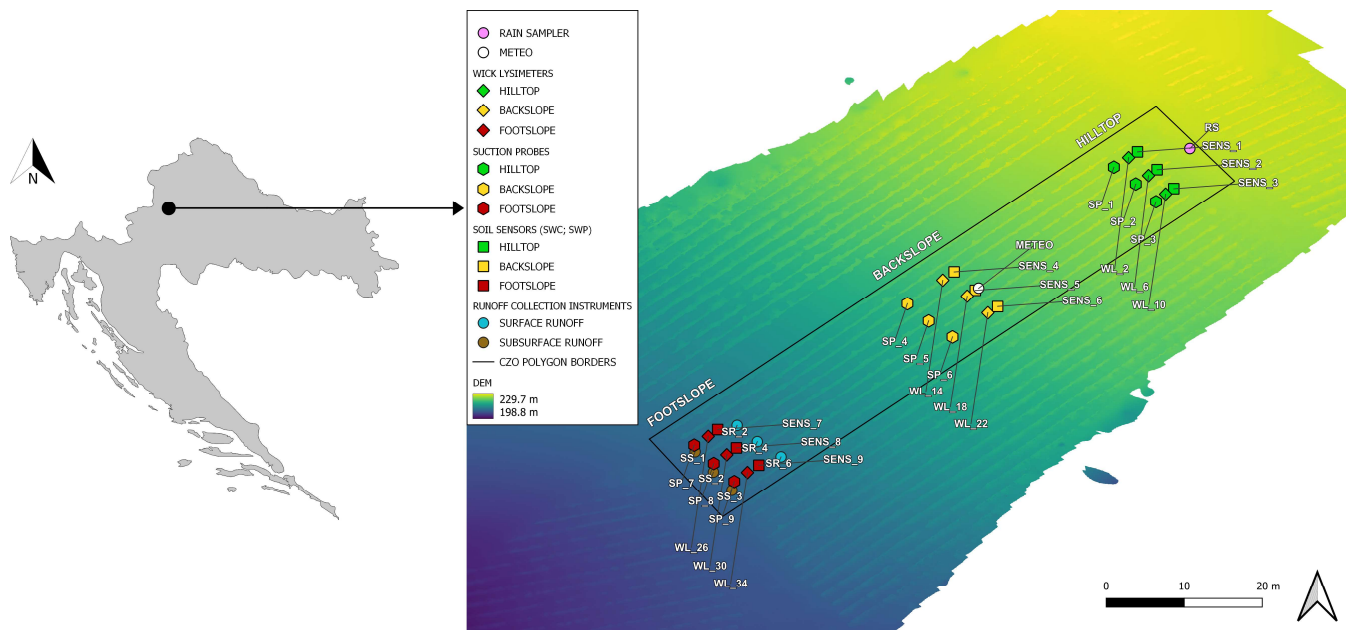 N
RAIN SAMPLER
METEO
WICK LYSIMETERS
HILLTOP
BACKSLOPE
FOOTSLOPE
SUCTION PROBES
HILLTOP
BACKSLOPE
FOOTSLOPE
SOIL SENSORS (SWC; SWP)
HILLTOP
BACKSLOPE
FOOTSLOPE
RUNOFF COLLECTION INSTRUMENTS
SURFACE RUNOFF
SUBSURFACE RUNOFF
CZO POLYGON BORDERS
DEM
229.7 m
198.8 m
HILLTOP
RS
SENS_1
SENS_2
SENS_3
SP_1
SP_2
SP_3
WL_2
WL_6
WL_10
BACKSLOPE
METEO
SENS_4
SENS_5
SENS_6
SP_4
SP_5
SP_6
WL_14
WL_18
WL_22
FOOTSLOPE
SENS_7
SR_2
SENS_8
SR_4
SENS_9
SR_6
SS_1
SS_2
SS_3
SP_7
SP_8
SP_9
WL_26
WL_30
WL_34
0 10 20 m